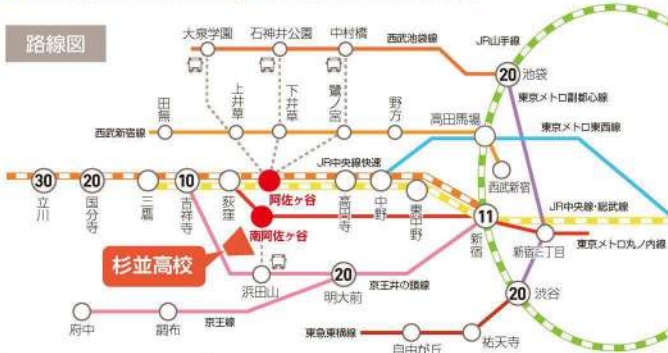 路線図
大泉学園
石神井公園
中村橋
西武池袋線
JR山手線
20
池袋
東京メトロ副都心線
田無
上井草
下井草
鷺ノ宮
野方
高田馬場
東京メトロ東西線
西武新宿線
西武新宿
JR中央線快速
30
立川
20
国分寺
三鷹
10
吉祥寺
荻窪
阿佐ヶ谷
高円寺
中野
東中野
11
新宿
JR中央線・総武線
南阿佐ヶ谷
新宿三丁目
東京メトロ丸ノ内線
杉並高校
浜田山
20
明大前
京王井の頭線
20
渋谷
府中
調布
京王線
東急東横線
自由が丘
祐天寺